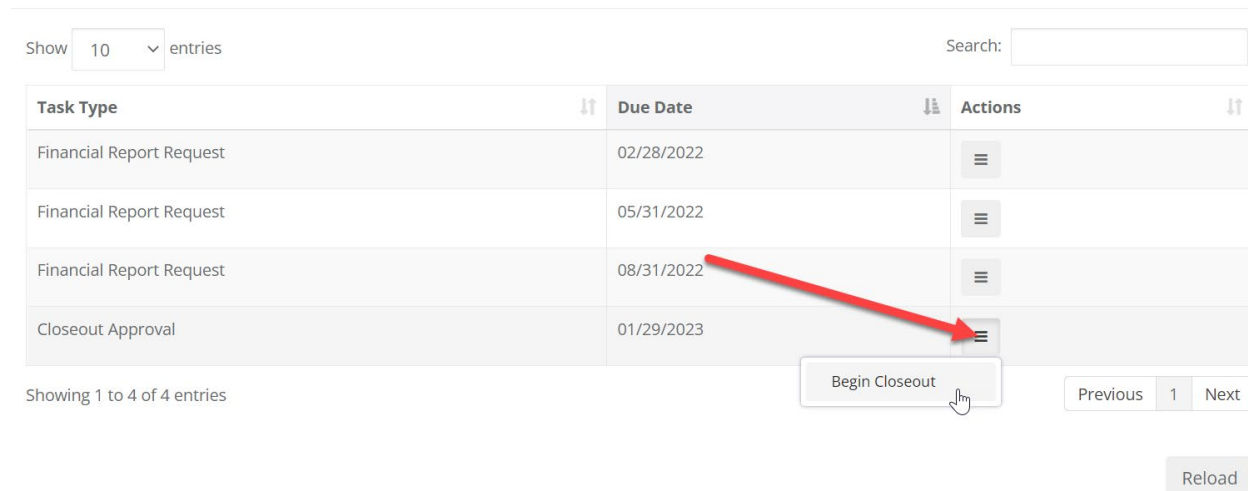 Show 10 entries Search:
Task Type Due Date Actions
Financial Report Request 02/28/2022
Financial Report Request 05/31/2022
Financial Report Request 08/31/2022
Closeout Approval 01/29/2023
Begin Closeout
Showing 1 to 4 of 4 entries Previous 1 Next
Reload